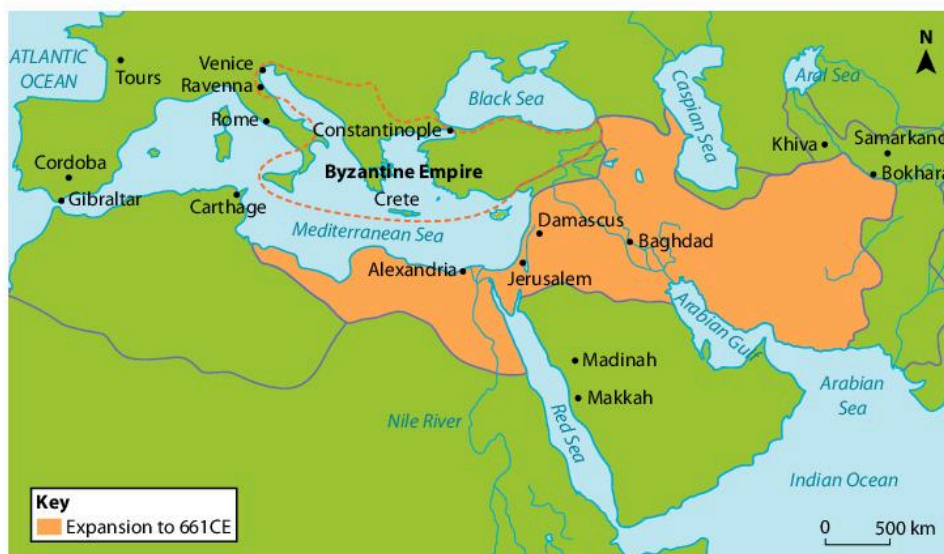 ATLANTIC
OCEAN
Tours
Venice
Ravenna
Rome
Constantinople
Black Sea
Caspian Sea
Aral Sea
N
Khiva
Samarkand
Bokhara
Cordoba
Gibraltar
Carthage
Byzantine Empire
Crete
Mediterranean Sea
Damascus
Baghdad
Alexandria
Jerusalem
Arabian Gulf
Madinah
Makkah
Nile River
Red Sea
Arabian
Sea
Indian Ocean
Key
Expansion to 661CE
0 500 km